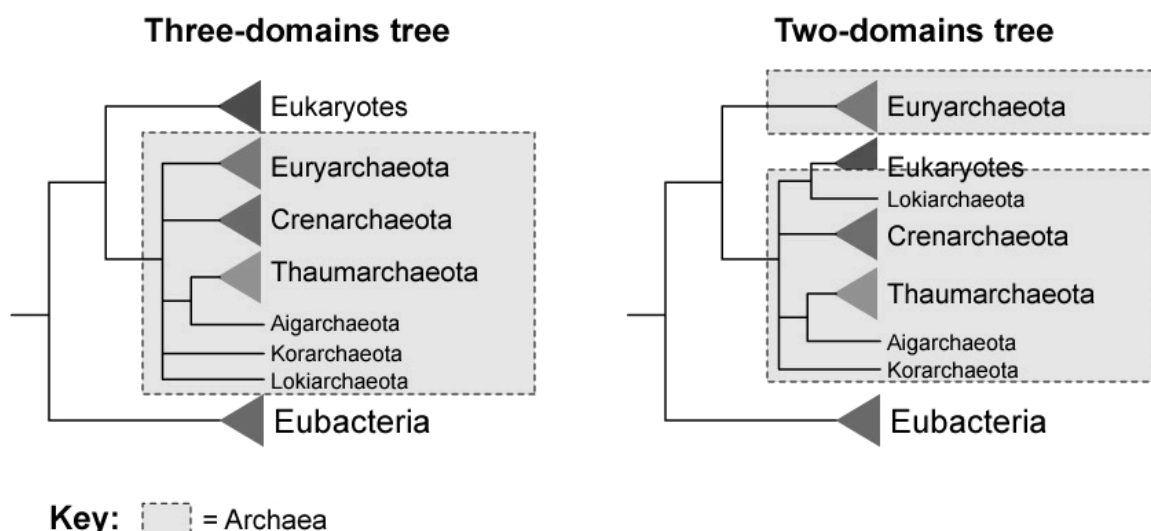 Three-domains tree
Eukaryotes
Euryarchaeota
Crenarchaeota
Thaumarchaeota
Aigarchaeota
Korarchaeota
Lokiarchaeota
Eubacteria
Two-domains tree
Euryarchaeota
Eukaryotes
Lokiarchaeota
Crenarchaeota
Thaumarchaeota
Aigarchaeota
Korarchaeota
Eubacteria
Key: = Archaea